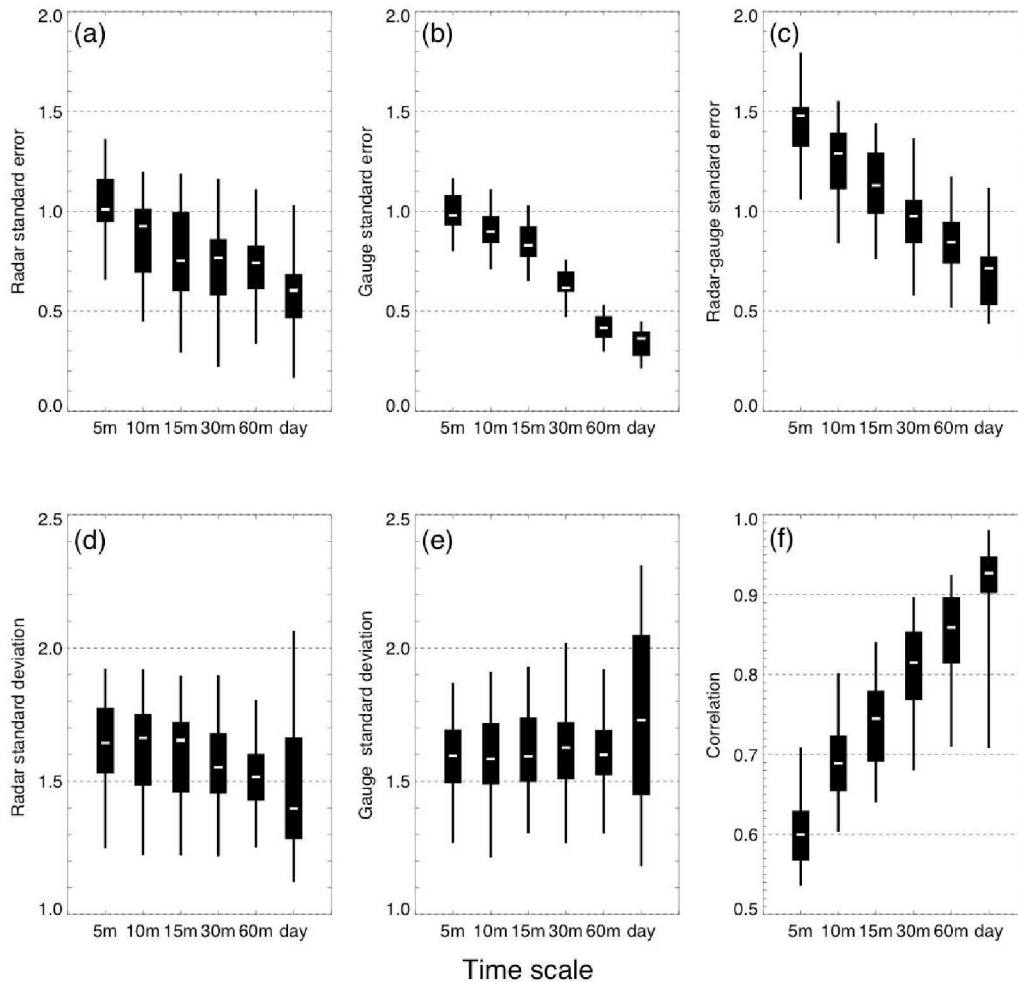 (a)
Radar standard error
2.0
1.5
1.0
0.5
0.0
5m 10m 15m 30m 60m day
(b)
Gauge standard error
2.0
1.5
1.0
0.5
0.0
5m 10m 15m 30m 60m day
(c)
Radar-gauge standard error
2.0
1.5
1.0
0.5
0.0
5m 10m 15m 30m 60m day
(d)
Radar standard deviation
2.5
2.0
1.5
1.0
5m 10m 15m 30m 60m day
(e)
Gauge standard deviation
2.5
2.0
1.5
1.0
5m 10m 15m 30m 60m day
(f)
Correlation
1.0
0.9
0.8
0.7
0.6
0.5
5m 10m 15m 30m 60m day
Time scale